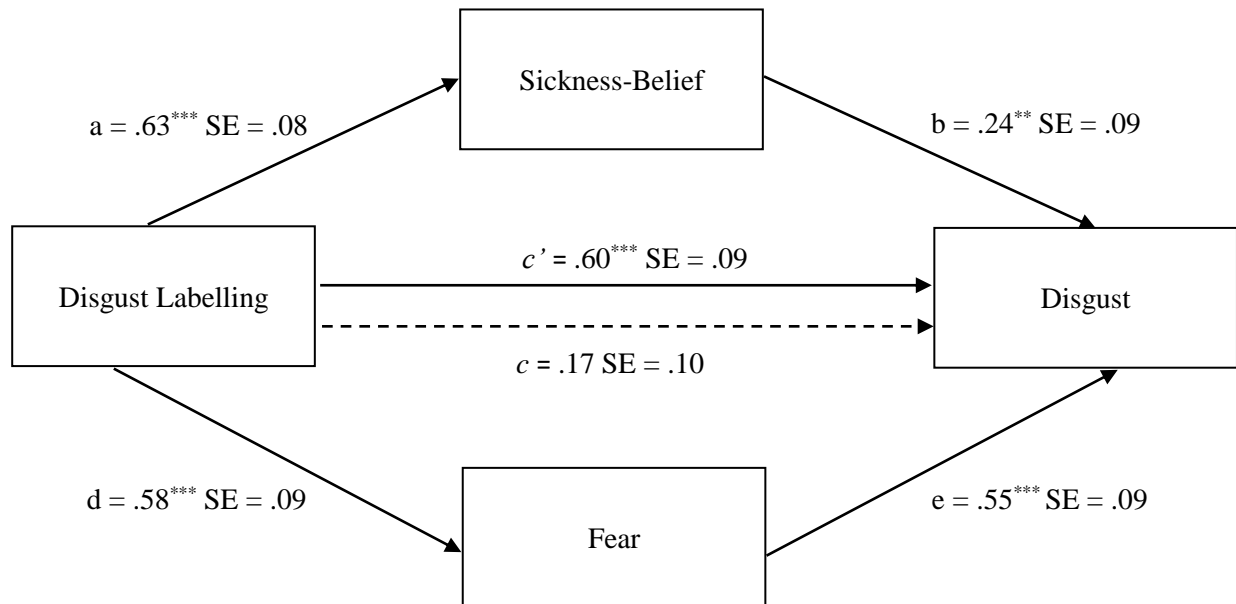 Sickness-Belief
a = .63*** SE = .08
b = .24** SE = .09
Disgust Labelling
c’ = .60*** SE = .09
Disgust
c = .17 SE = .10
d = .58*** SE = .09
e = .55*** SE = .09
Fear